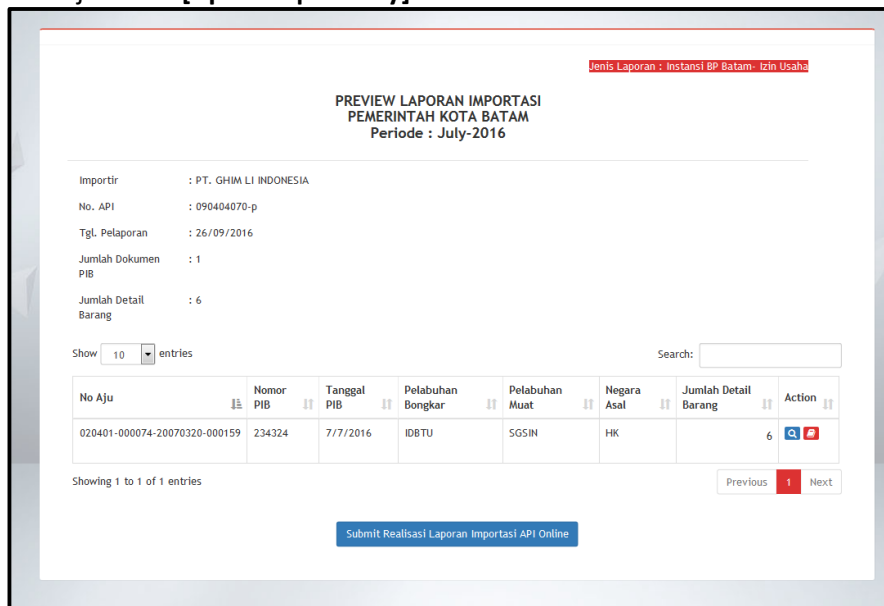 Jenis Laporan : Instansi BP Batam- Izin Usaha
PREVIEW LAPORAN IMPORTASI
PEMERINTAH KOTA BATAM
Periode : July-2016
Importir : PT. GHIM LI INDONESIA
No. API : 090404070-p
Tgl. Pelaporan : 26/09/2016
Jumlah Dokumen PIB : 1
Jumlah Detail Barang : 6
Show 10 entries Search:
No Aju Nomor PIB Tanggal PIB Pelabuhan Bongkar Pelabuhan Muat Negara Asal Jumlah Detail Barang Action
020401-000074-20070320-000159 234324 7/7/2016 IDBTU SGSIN HK 6
Showing 1 to 1 of 1 entries Previous 1 Next
Submit Realisasi Laporan Importasi API Online